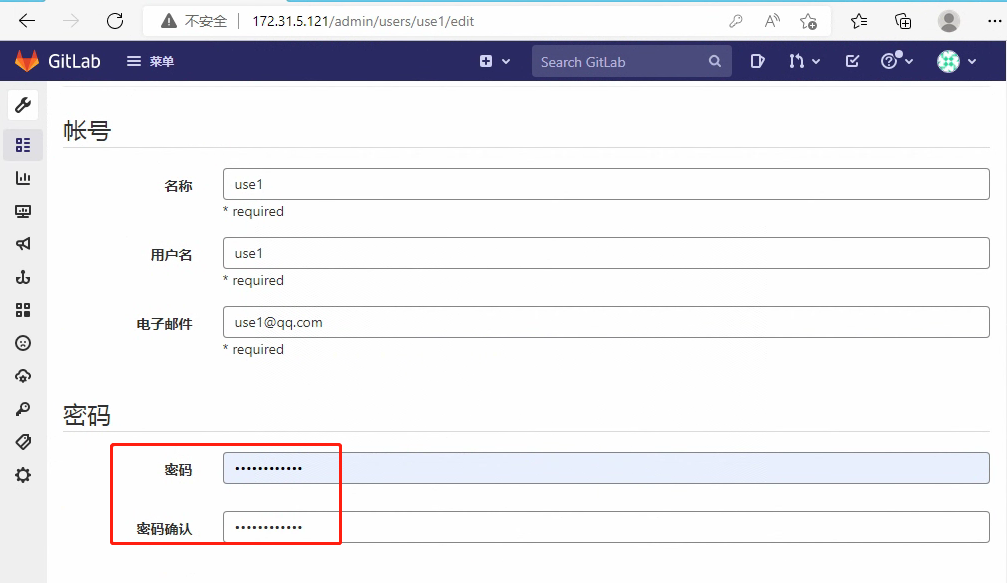 不安全 172.31.5.121/admin/users/use1/edit
GitLab 菜单 Search GitLab
帐号
名称 use1
* required
用户名 use1
* required
电子邮件 use1@qq.com
* required
密码
密码 ••••••••••••
密码确认 ••••••••••••